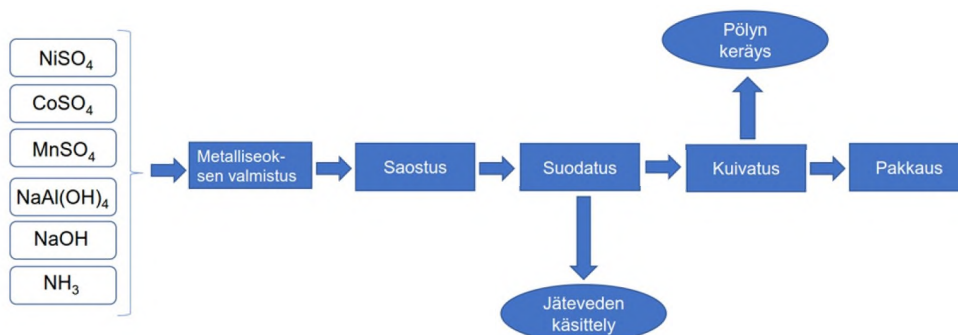 NiSO₄
CoSO₄
MnSO₄
NaAl(OH)₄
NaOH
NH₃
Metalliseok-
sen valmistus
Saostus
Suodatus
Kuivatus
Pakkaus
Pölyn
keräys
Jäteveden
käsittely